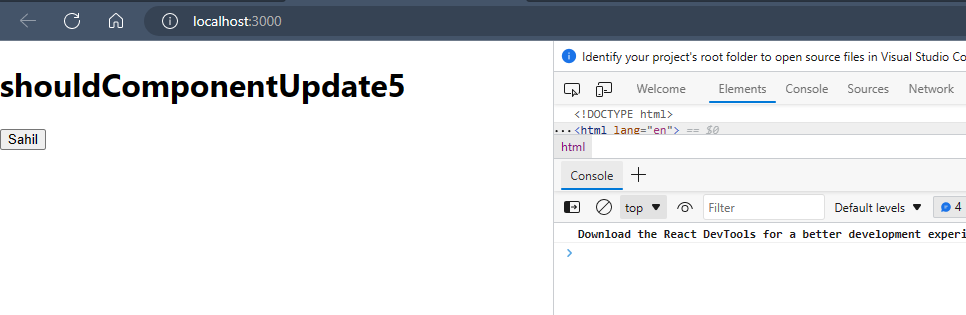 localhost:3000
shouldComponentUpdate5
Sahil
Identify your project's root folder to open source files in Visual Studio Co
Welcome Elements Console Sources Network
<!DOCTYPE html>
···<html lang="en"> == $0
html
Console
top Filter Default levels 4
Download the React DevTools for a better development experi